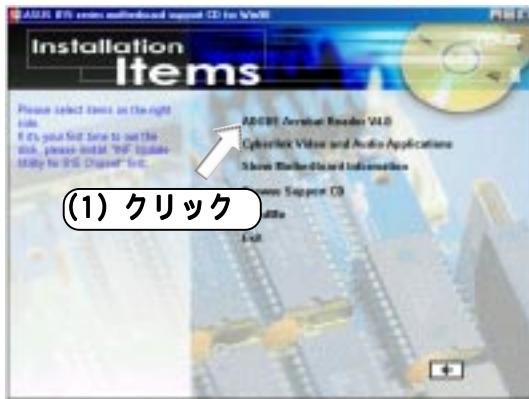 ASUS 815 series motherboard support CD for Win98
Installation
Items
Please select items on the right
side.
If it's your first time to use the
disk, please install "INF Update
Utility for 815 Chipset" first.
ADOBE Acrobat Reader V4.0
Cyberlink Video and Audio Applications
Show Motherboard Information
Support CD
(1) クリック
Exit